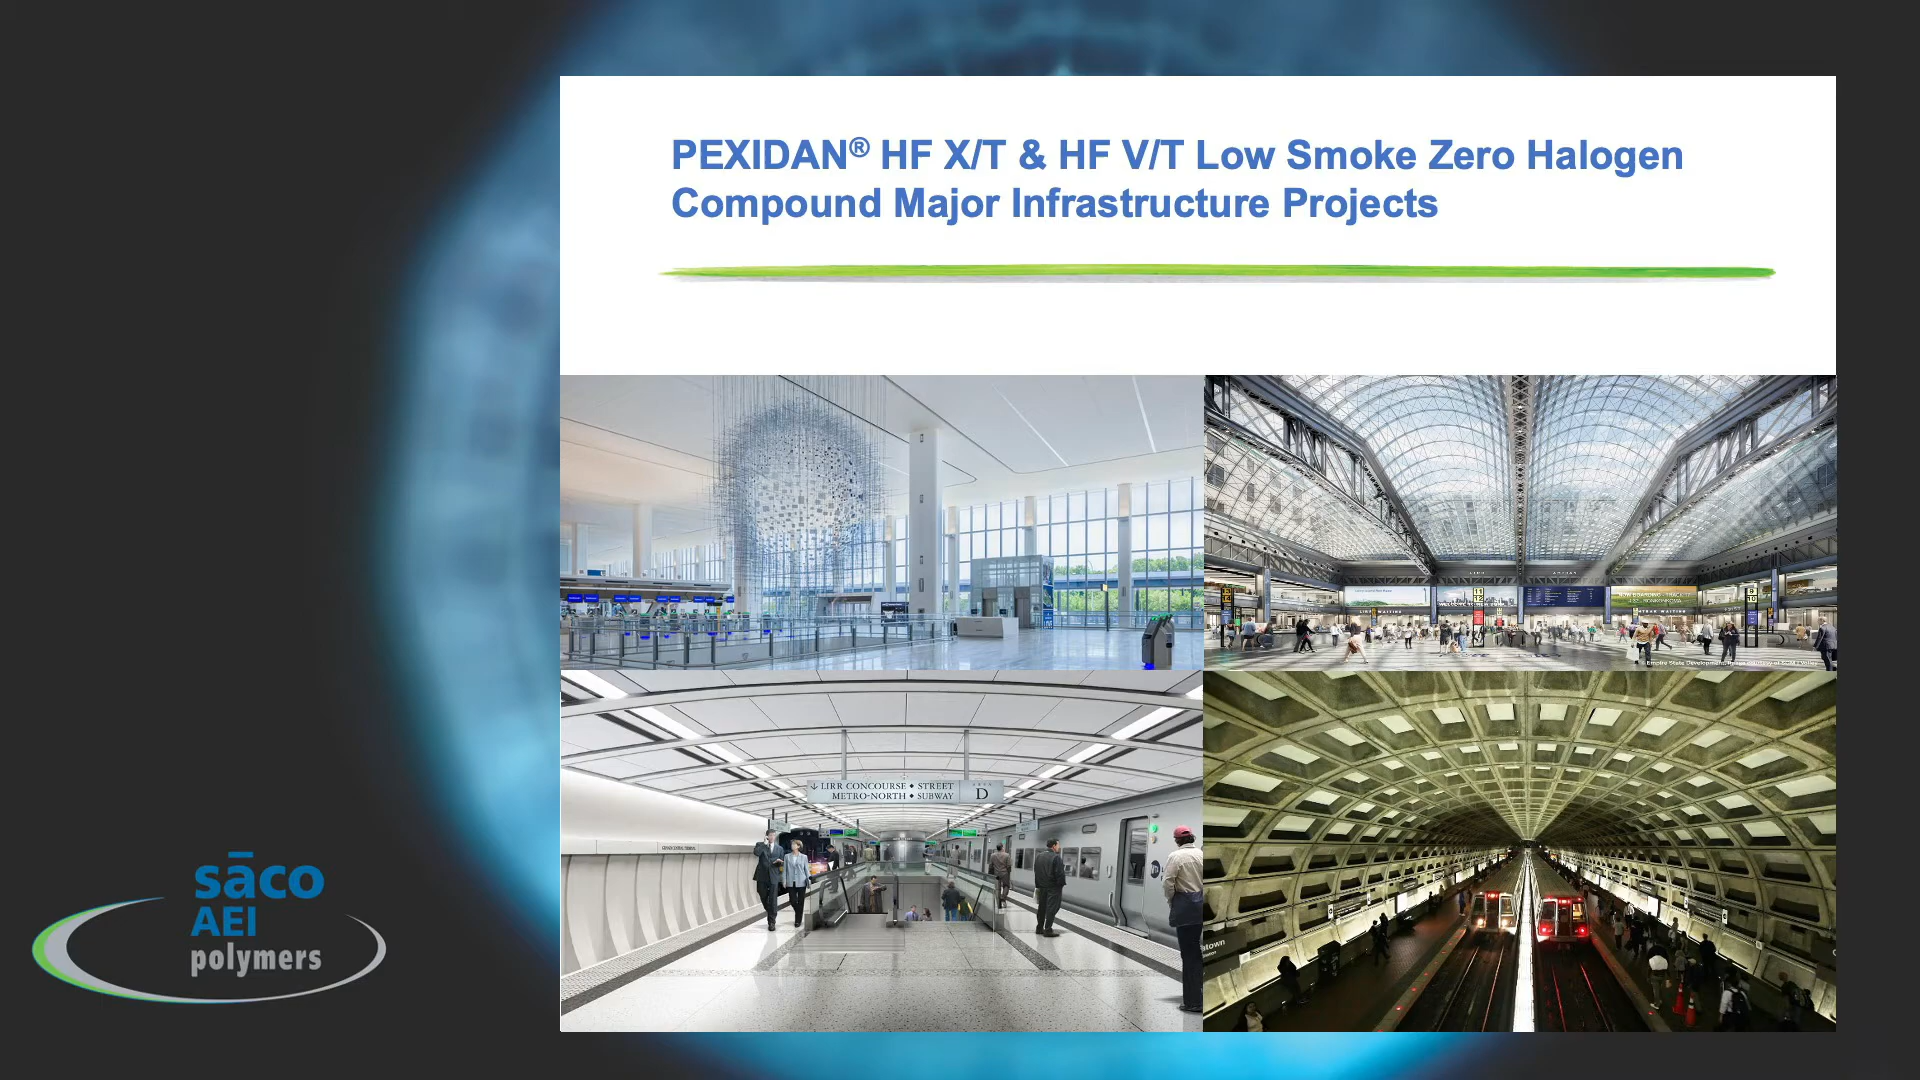 PEXIDAN® HF X/T & HF V/T Low Smoke Zero Halogen
Compound Major Infrastructure Projects
LIRR CONCOURSE ◆ STREET
METRO-NORTH ◆ SUBWAY
D
sāco
AEI
polymers